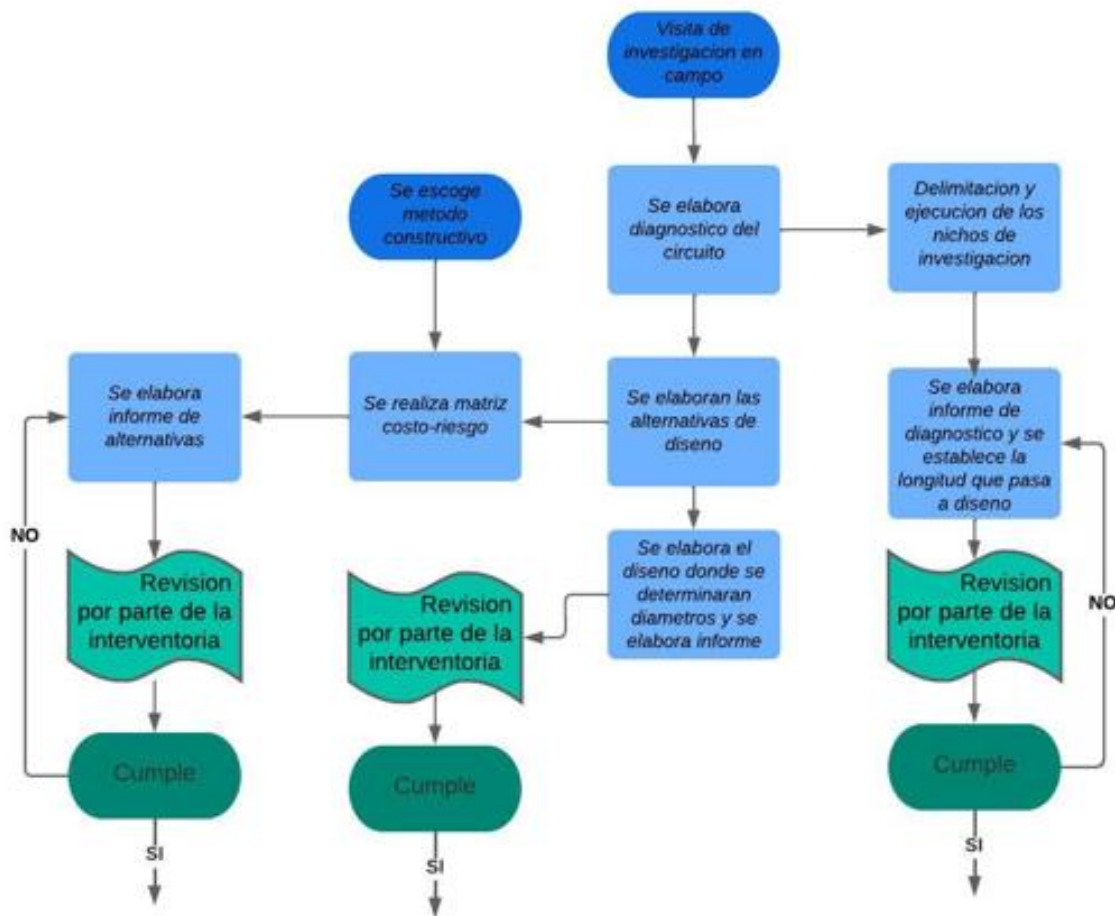 Visita de
investigacion en
campo
Se escoge
metodo
constructivo
Se elabora
diagnostico del
circuito
Delimitacion y
ejecucion de los
nichos de
investigacion
Se elabora
informe de
alternativas
Se realiza matriz
costo-riesgo
Se elaboran las
alternativas de
diseno
Se elabora
informe de
diagnostico y se
establece la
longitud que pasa
a diseno
NO
Revision
por parte de la
interventoria
Revision
por parte de la
interventoria
Se elabora el
diseno donde se
determinaran
diametros y se
elabora informe
Revision
por parte de la
interventoria
NO
Cumple
Cumple
Cumple
SI
SI
SI